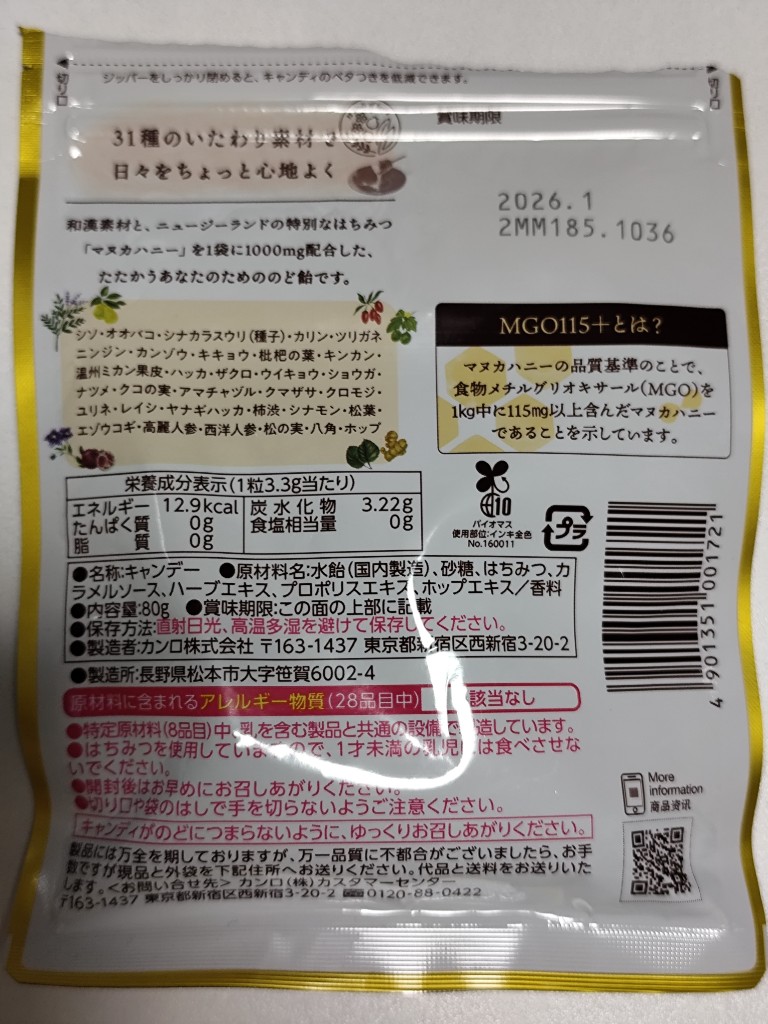 切り口
ジッパーをしっかり閉めると、キャンディのベタつきを低減できます。
切り口
31種のいたわり素材で
日々をちょっと心地よく
賞味期限
2026.1
2MM185.1036
和漢素材と、ニュージーランドの特別なはちみつ
「マヌカハニー」を1袋に1000mg配合した、
たたかうあなたのためののど飴です。
シソ・オオバコ・シナカラスウリ(種子)・カリン・ツリガネ
ニンジン・カンゾウ・キキョウ・枇杷の葉・キンカン・
温州ミカン果皮・ハッカ・ザクロ・ウイキョウ・ショウガ・
ナツメ・クコの実・アマチャヅル・クマザサ・クロモジ・
ユリネ・レイシ・ヤナギハッカ・柿渋・シナモン・松葉・
エゾウコギ・高麗人参・西洋人参・松の実・八角・ホップ
MGO115+とは?
マヌカハニーの品質基準のことで、
食物メチルグリオキサール(MGO)を
1kg中に115mg以上含んだマヌカハニー
であることを示しています。
栄養成分表示(1粒3.3g当たり)
エネルギー 12.9kcal 炭水化物 3.22g
たんぱく質 0g 食塩相当量 0g
脂質 0g
10
バイオマス
使用部位:インキ全色
No.160011
プラ
●名称:キャンデー ●原材料名:水飴(国内製造)、砂糖、はちみつ、カ
ラメルソース、ハーブエキス、プロポリスエキス、ホップエキス/香料
●内容量:80g ●賞味期限:この面の上部に記載
●保存方法:直射日光、高温多湿を避けて保存してください。
●製造者:カンロ株式会社 〒163-1437 東京都新宿区西新宿3-20-2
●製造所:長野県松本市大字笹賀6002-4
原材料に含まれるアレルギー物質(28品目中) 該当なし
●特定原材料(8品目)中、乳を含む製品と共通の設備で製造しています。
●はちみつを使用していますので、1才未満の乳児には食べさせな
いでください。
●開封後はお早めにお召しあがりください。
●切り口や袋のはしで手を切らないようご注意ください。
キャンディがのどにつまらないように、ゆっくりお召しあがりください。
製品には万全を期しておりますが、万一品質に不都合がございましたら、お手
数ですが現品と外袋を下記住所へお送りください。代品と送料をお送りいた
します。<お問い合せ先> カンロ(株)カスタマーセンター
〒163-1437 東京都新宿区西新宿3-20-2 0120-88-0422
4 901351 001721
More
information
商品资讯